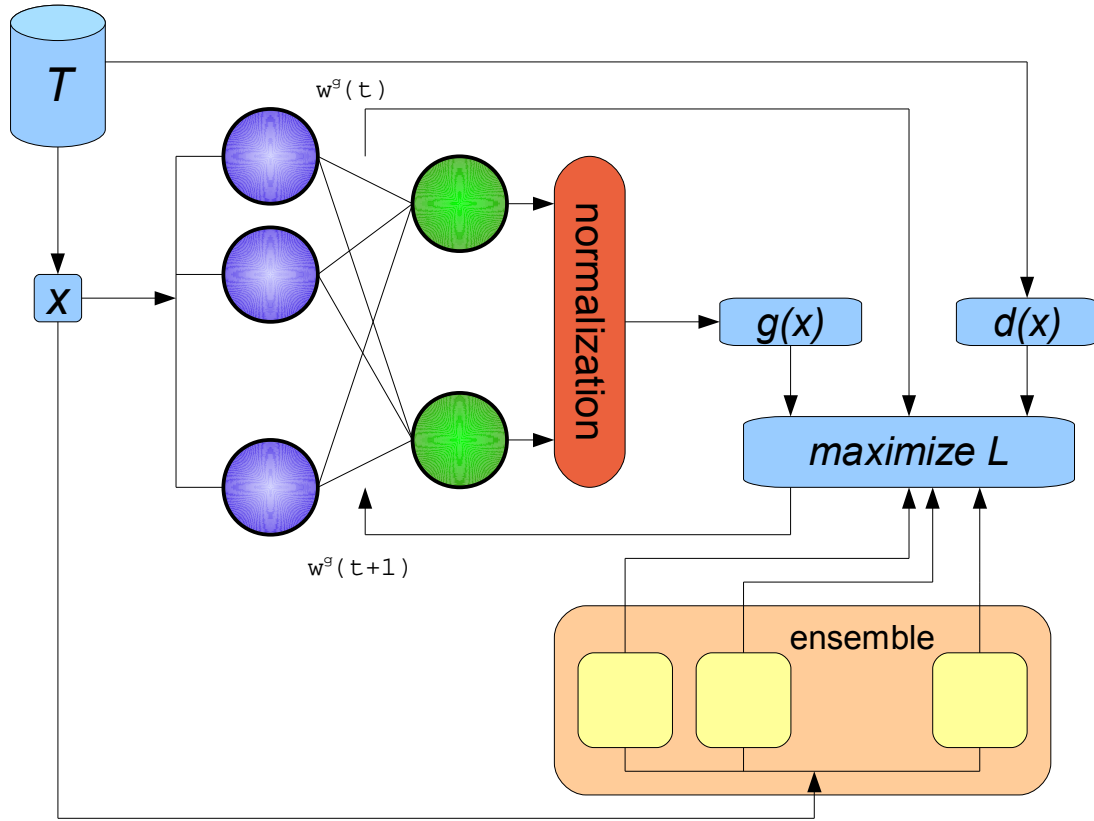 T
w^g(t)
normalization
x
g(x)
d(x)
maximize L
w^g(t+1)
ensemble